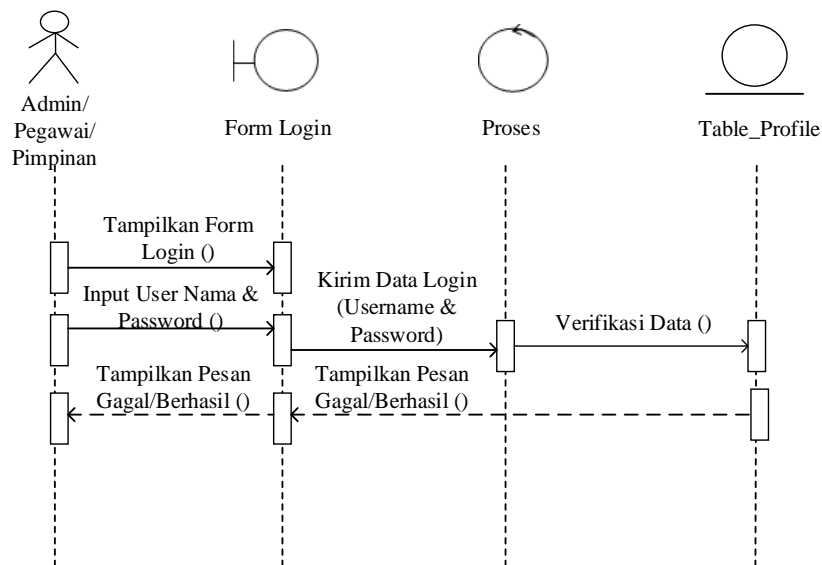 Admin/
Pegawai/
Pimpinan
Form Login
Proses
Table_Profile
Tampilkan Form
Login ()
Input User Nama &
Password ()
Kirim Data Login
(Username &
Password)
Verifikasi Data ()
Tampilkan Pesan
Gagal/Berhasil ()
Tampilkan Pesan
Gagal/Berhasil ()